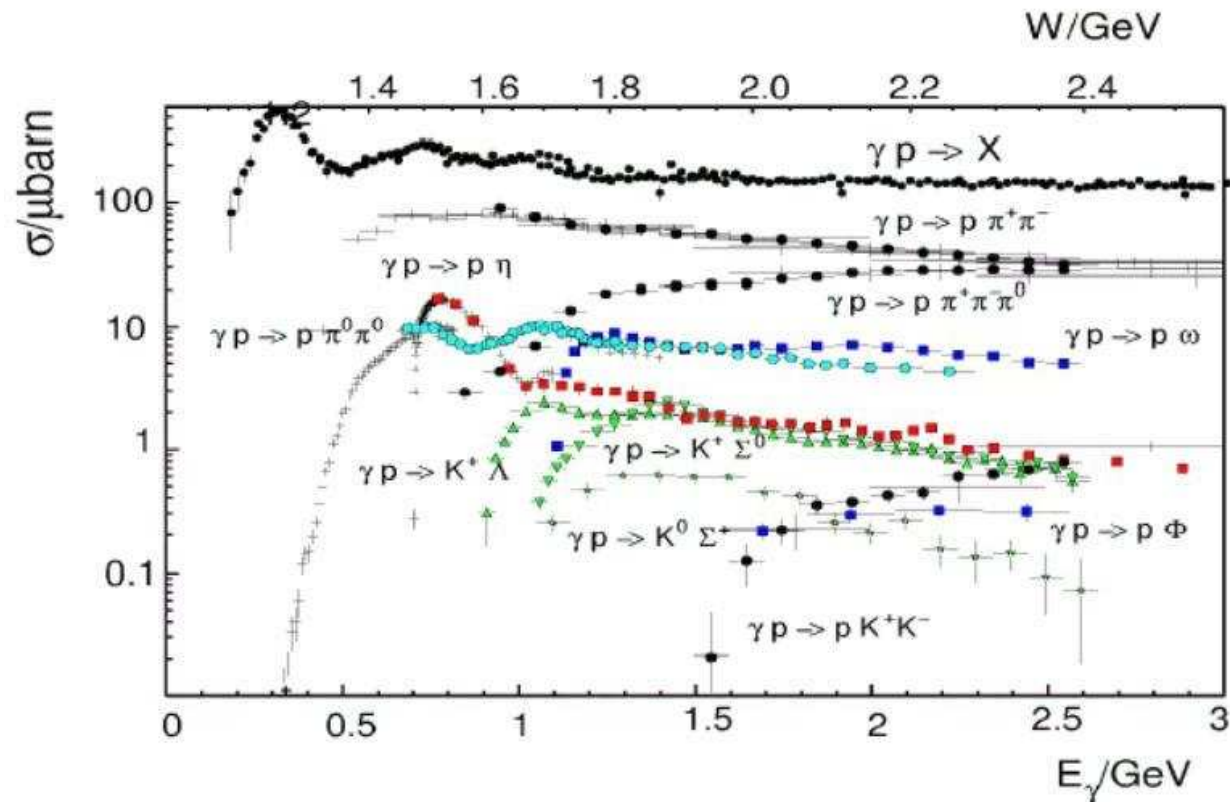 W/GeV
1.4 1.6 1.8 2.0 2.2 2.4
σ/μbarn
γ p → X
100
γ p → p π⁺π⁻
γ p → p η
γ p → p π⁺π⁻π⁰
10
γ p → p π⁰π⁰
γ p → p ω
1
γ p → K⁺ Σ⁰
γ p → K⁺ Λ
γ p → K⁰ Σ⁺
γ p → p Φ
0.1
γ p → p K⁺K⁻
0 0.5 1 1.5 2 2.5 3
E_γ/GeV